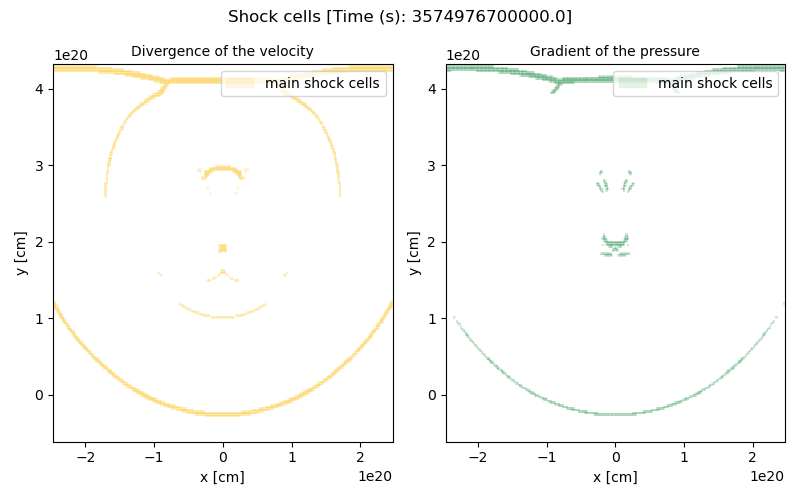 Shock cells [Time (s): 3574976700000.0]
Divergence of the velocity
1e20
main shock cells
4
3
2
1
0
y [cm]
−2
−1
0
1
2
x [cm]
1e20
Gradient of the pressure
1e20
main shock cells
4
3
2
1
0
y [cm]
−2
−1
0
1
2
x [cm]
1e20